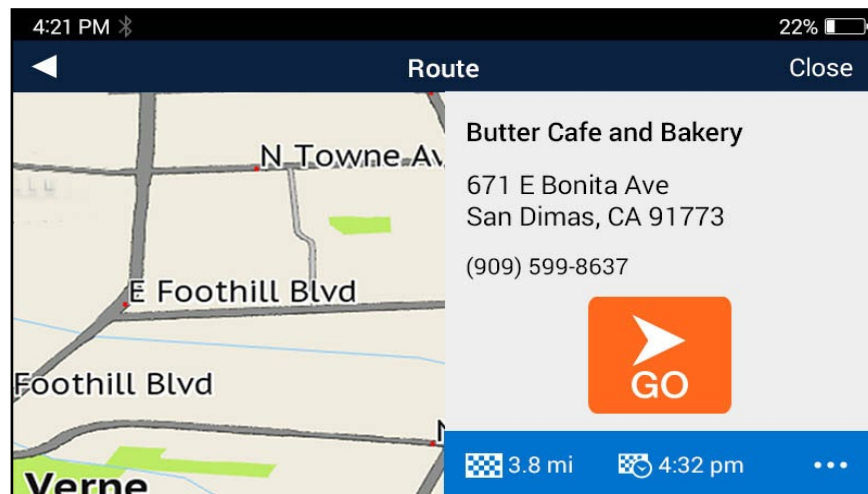 4:21 PM
22%
Route
Close
N Towne Av
E Foothill Blvd
Foothill Blvd
Verne
Butter Cafe and Bakery
671 E Bonita Ave
San Dimas, CA 91773
(909) 599-8637
GO
3.8 mi
4:32 pm